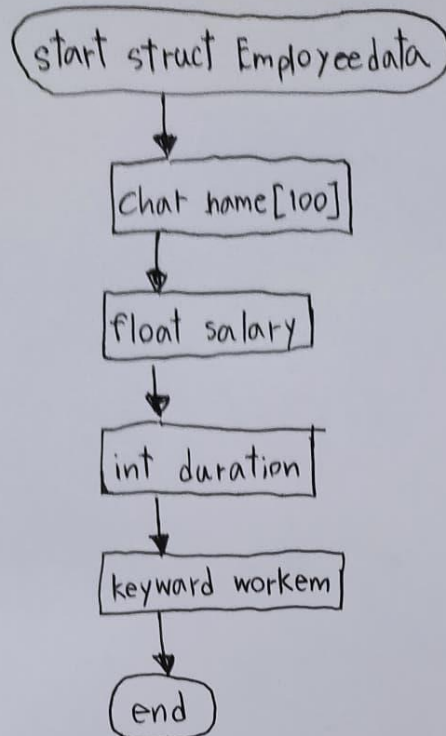 start struct Employeedata
char name[100]
float salary
int duration
keyward workem
end